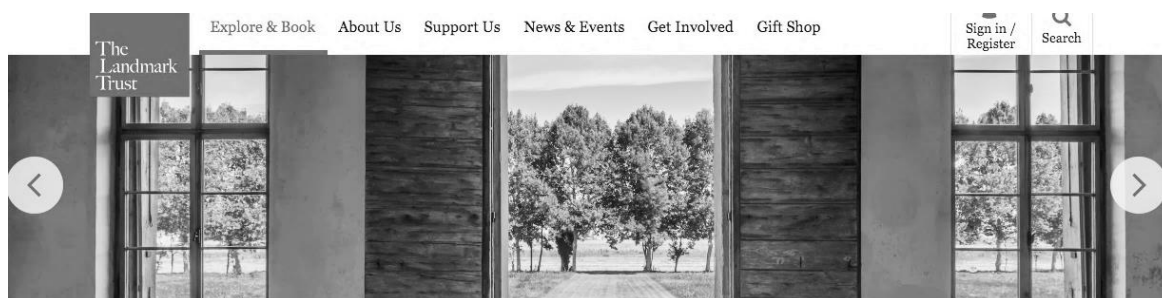 The
Landmark
Trust
Explore & Book
About Us
Support Us
News & Events
Get Involved
Gift Shop
Sign in /
Register
Search